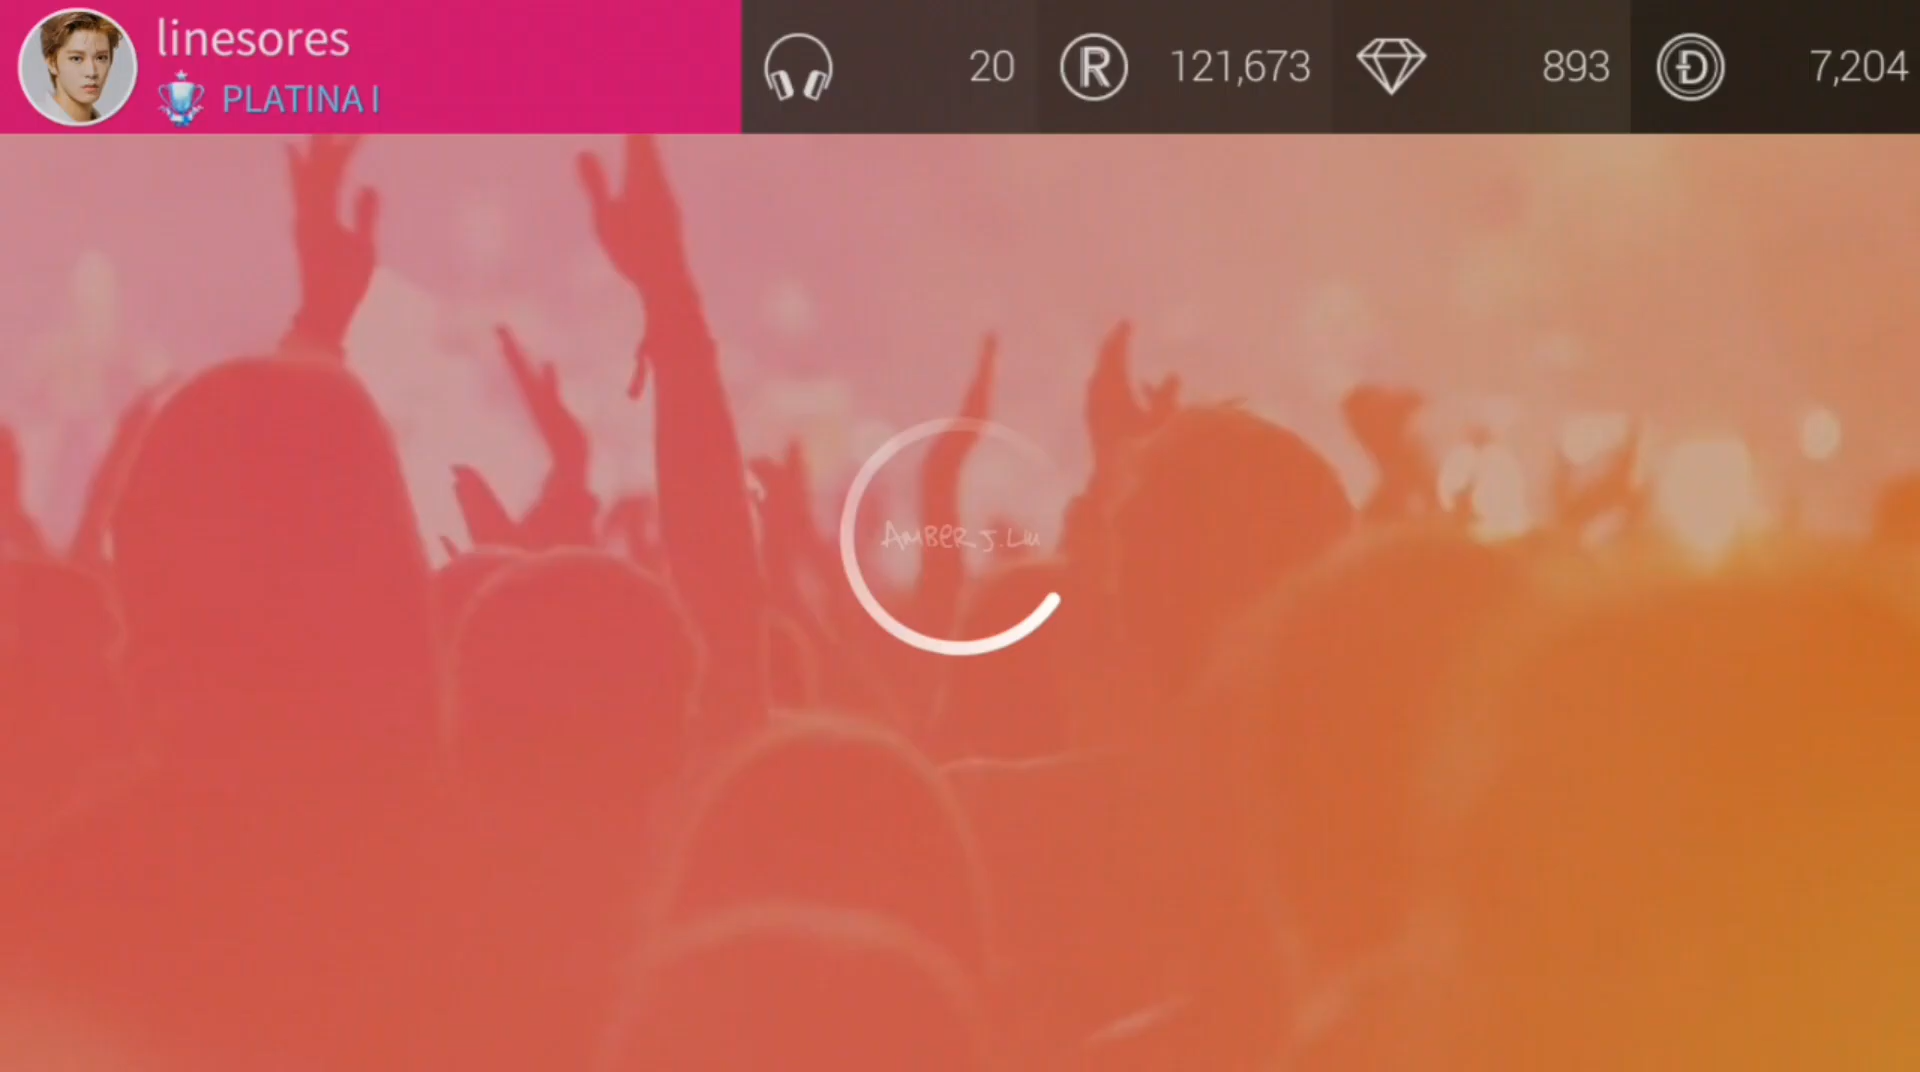 linesores
PLATINA I
20
R
121,673
893
Đ
7,204
AMBER J. Liu